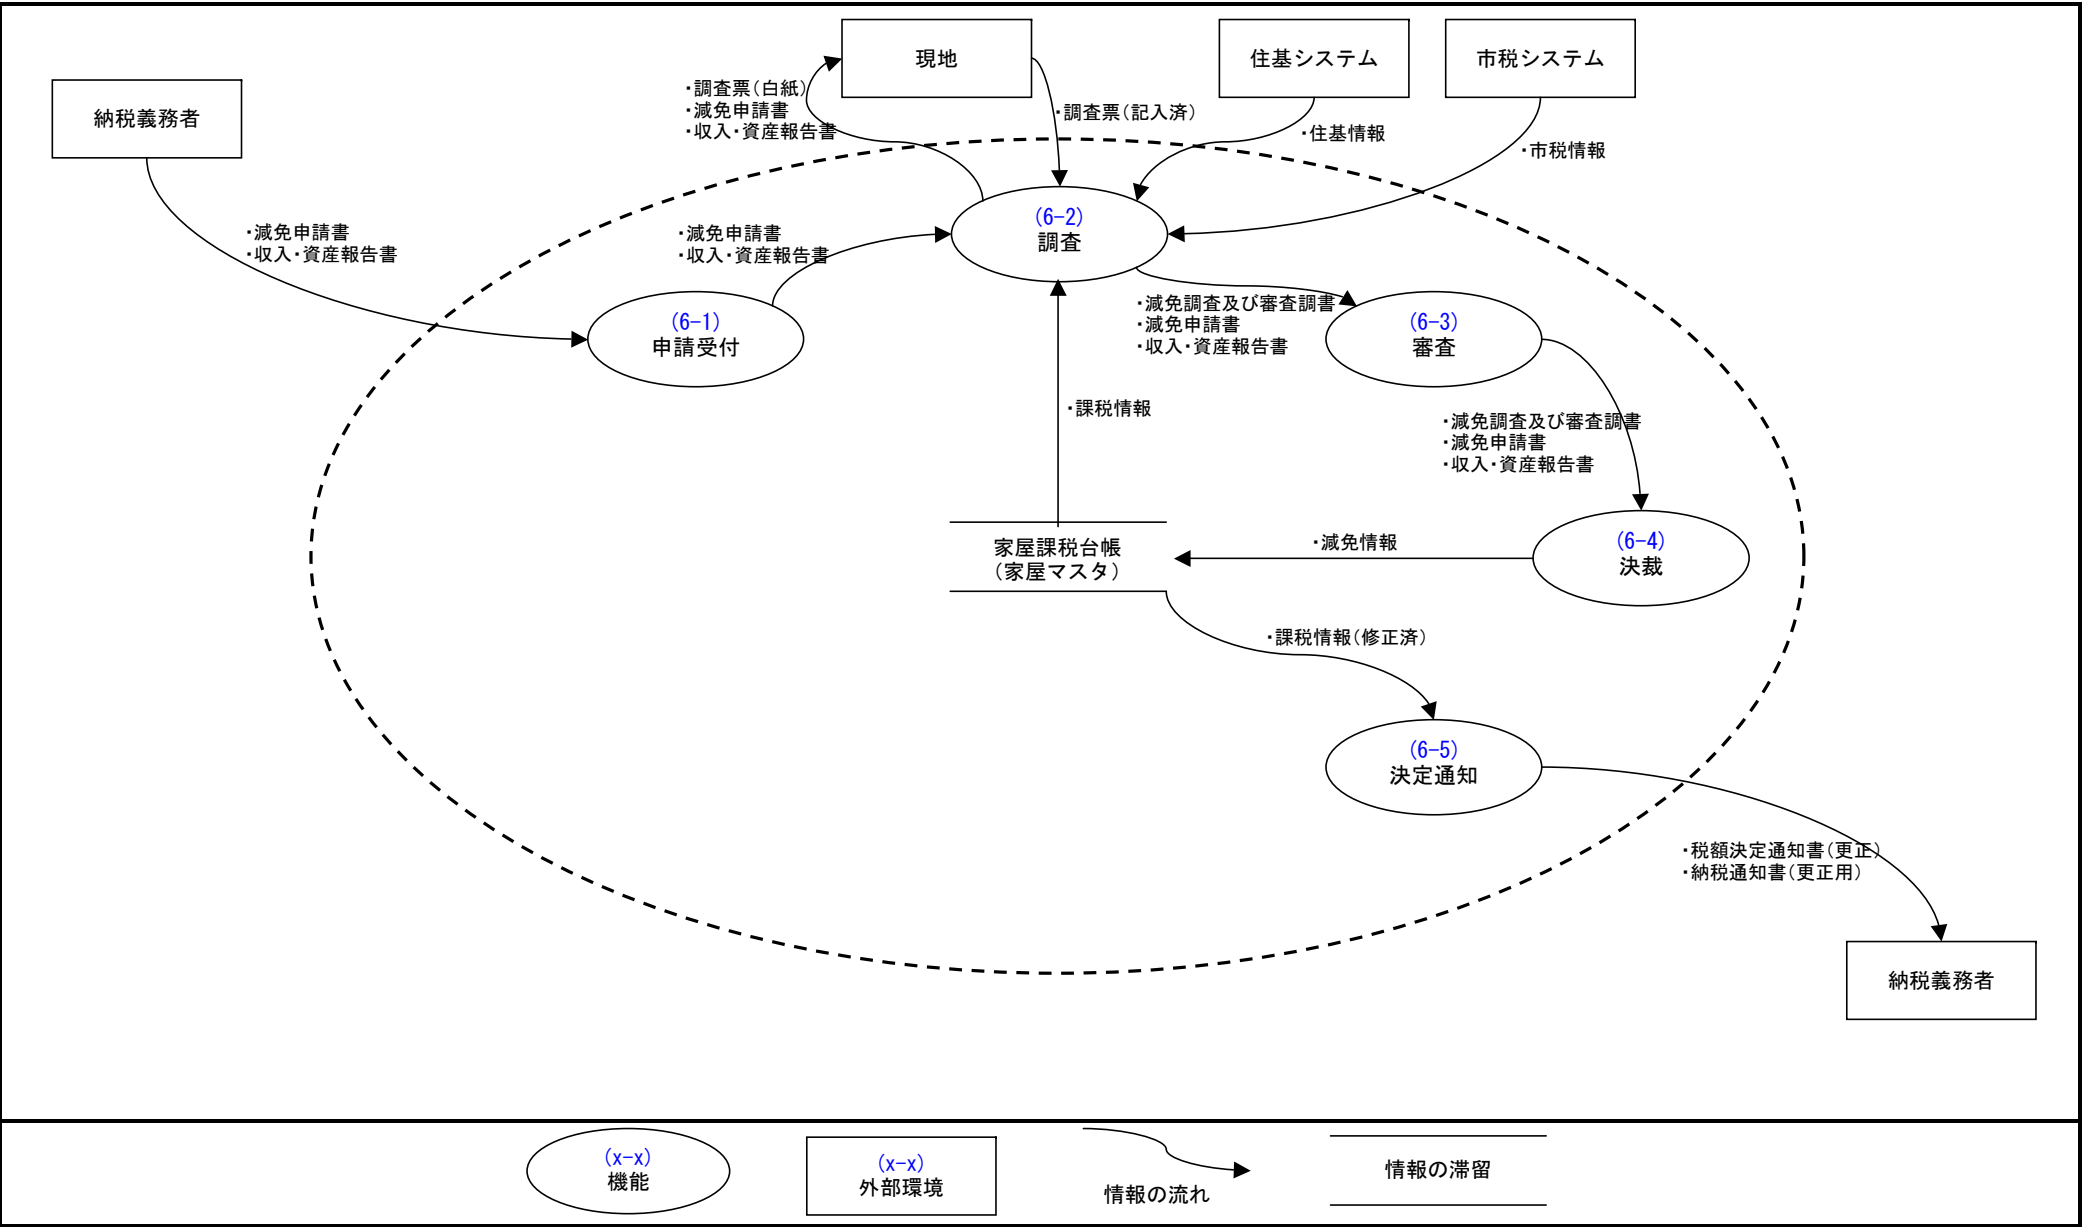 現地
住基システム
市税システム
納税義務者
・調査票(白紙)
・減免申請書
・収入・資産報告書
・調査票(記入済)
・住基情報
・市税情報
・減免申請書
・収入・資産報告書
・減免申請書
・収入・資産報告書
(6-2)
調査
(6-1)
申請受付
・減免調査及び審査調書
・減免申請書
・収入・資産報告書
(6-3)
審査
・課税情報
・減免調査及び審査調書
・減免申請書
・収入・資産報告書
家屋課税台帳
(家屋マスタ)
・減免情報
(6-4)
決裁
・課税情報(修正済)
(6-5)
決定通知
・税額決定通知書(更正)
・納税通知書(更正用)
納税義務者
(x-x)
機能
(x-x)
外部環境
情報の流れ
情報の滞留